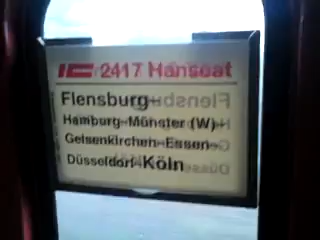 IC 2417 Hanseat
Flensburg-
Hamburg-Münster (W)-
Gelsenkirchen-Essen-
Düsseldorf-Köln